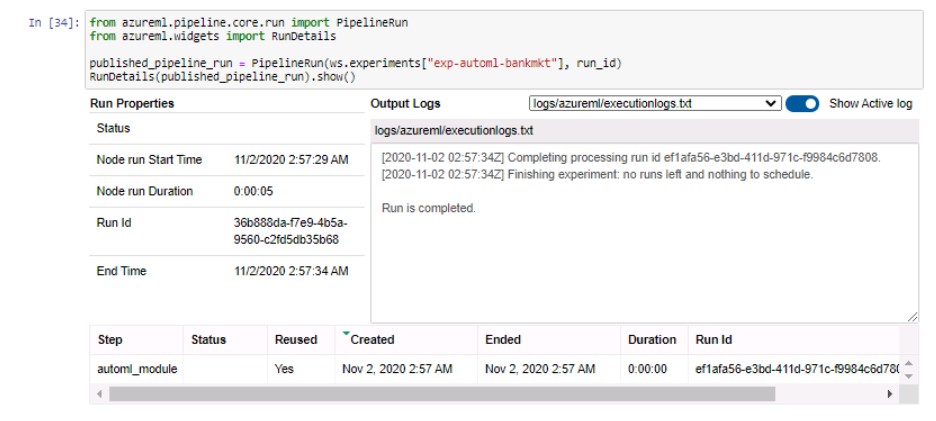 In [34]: from azureml.pipeline.core.run import PipelineRun
from azureml.widgets import RunDetails
published_pipeline_run = PipelineRun(ws.experiments["exp-automl-bankmkt"], run_id)
RunDetails(published_pipeline_run).show()
Run Properties
Status
Node run Start Time 11/2/2020 2:57:29 AM
Node run Duration 0:00:05
Run Id 36b888da-f7e9-4b5a-
9560-c2fd5db35b68
End Time 11/2/2020 2:57:34 AM
Output Logs logs/azureml/executionlogs.txt Show Active log
logs/azureml/executionlogs.txt
[2020-11-02 02:57:34Z] Completing processing run id ef1afa56-e3bd-411d-971c-f9984c6d7808.
[2020-11-02 02:57:34Z] Finishing experiment: no runs left and nothing to schedule.
Run is completed.
Step Status Reused Created Ended Duration Run Id
automl_module Yes Nov 2, 2020 2:57 AM Nov 2, 2020 2:57 AM 0:00:00 ef1afa56-e3bd-411d-971c-f9984c6d780